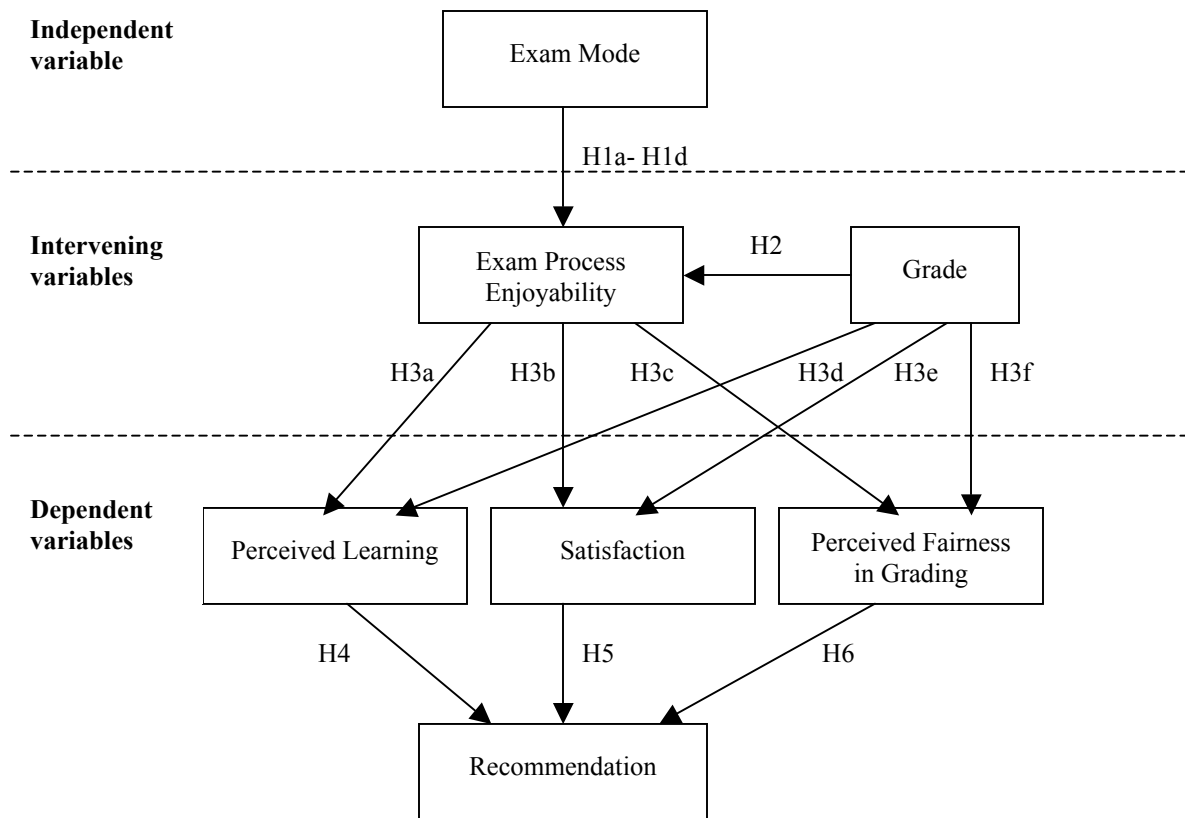 Independent
variable
Exam Mode
H1a- H1d
Intervening
variables
Exam Process
Enjoyability
H2
Grade
H3a
H3b
H3c
H3d
H3e
H3f
Dependent
variables
Perceived Learning
Satisfaction
Perceived Fairness
in Grading
H4
H5
H6
Recommendation